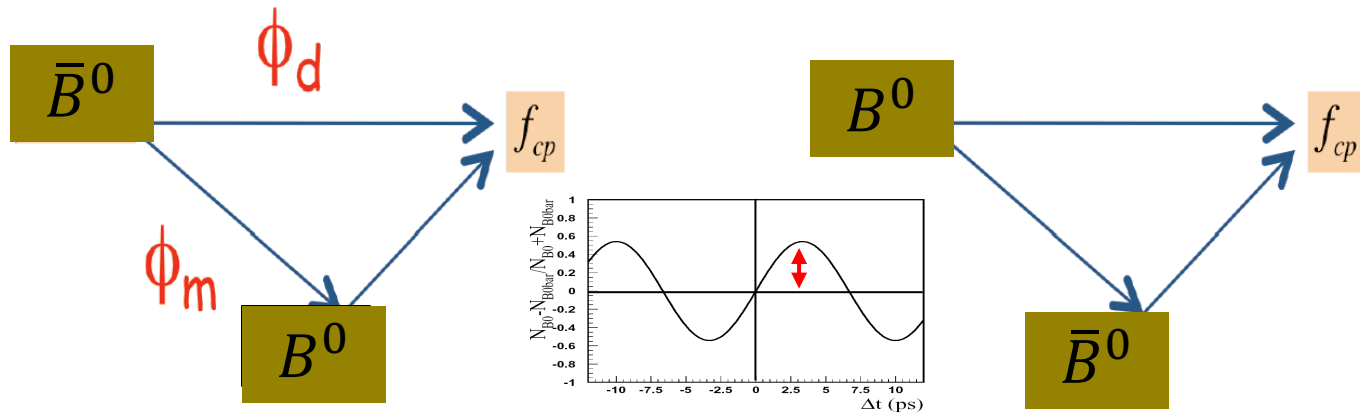 ϕd
B̅⁰
fcp
ϕm
B⁰
B⁰
fcp
B̅⁰
N_B0-N_B0bar/N_B0+N_B0bar
1
0.8
0.6
0.4
0.2
0
-0.2
-0.4
-0.6
-0.8
-1
-10 -7.5 -5 -2.5 0 2.5 5 7.5 10
Δt (ps)